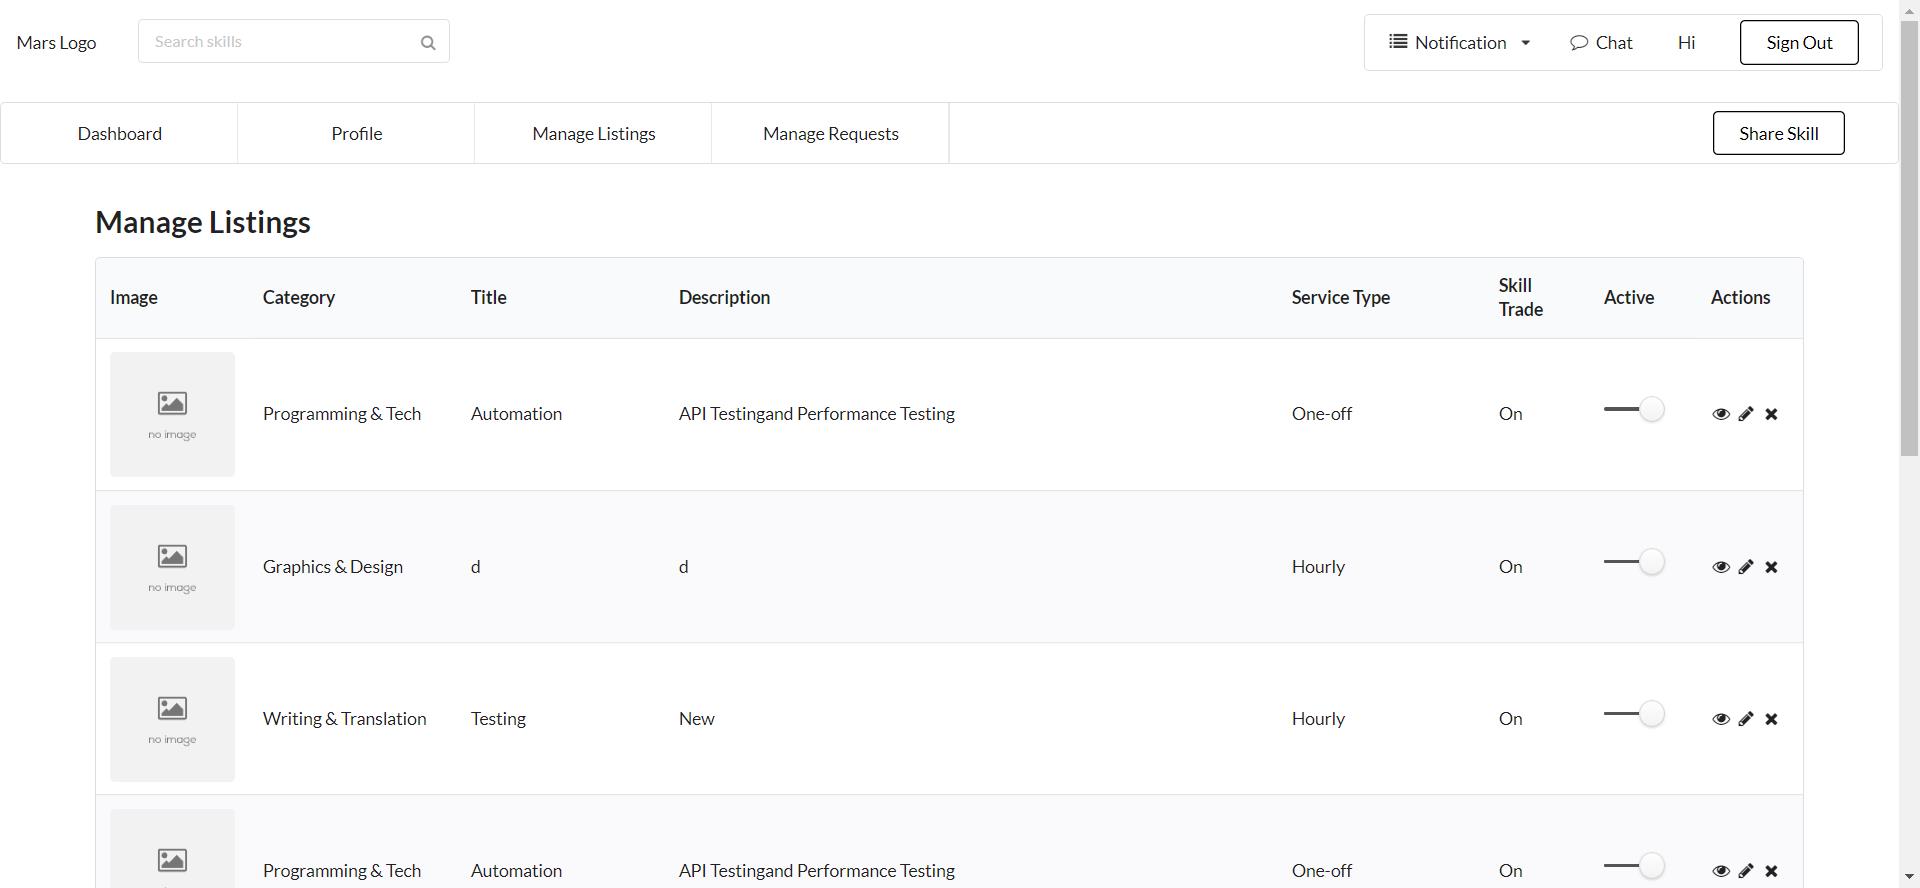 Mars Logo
Search skills
Notification
Chat
Hi
Sign Out
Dashboard
Profile
Manage Listings
Manage Requests
Share Skill
Manage Listings
Image Category Title Description Service Type Skill Trade Active Actions
no image
Programming & Tech Automation API Testingand Performance Testing One-off On
no image
Graphics & Design d d Hourly On
no image
Writing & Translation Testing New Hourly On
Programming & Tech Automation API Testingand Performance Testing One-off On